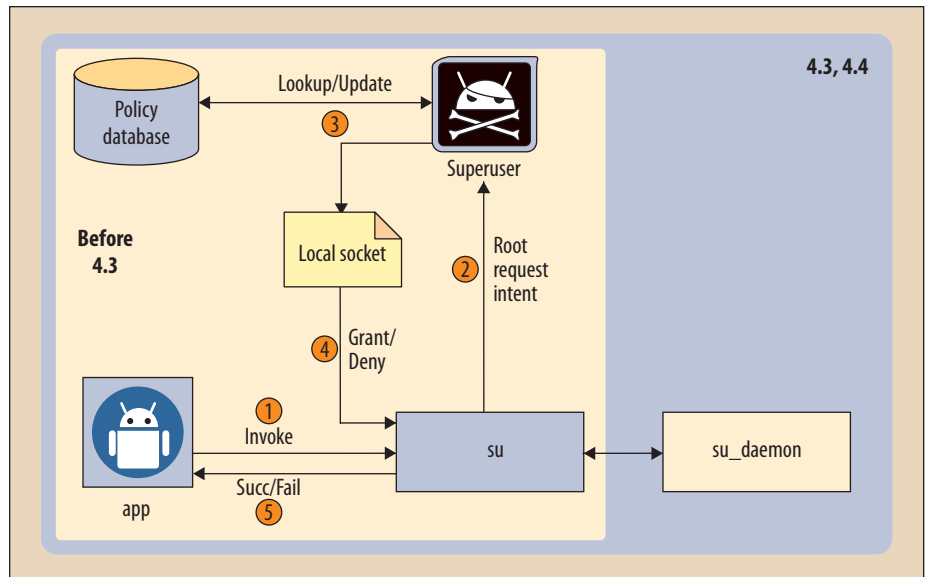 4.3, 4.4
Lookup/Update
Policy
database
3
Superuser
Before
4.3
Local socket
2
Root
request
intent
4
Grant/
Deny
1
Invoke
su
su_daemon
Succ/Fail
5
app